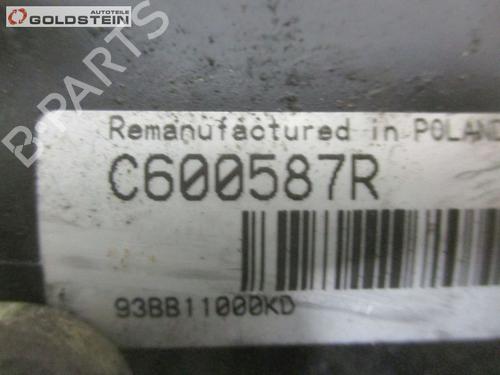 AUTOTEILE
GOLDSTEIN
B-PARTS
Remanufactured in POLAND
C600587R
93BB11000KD